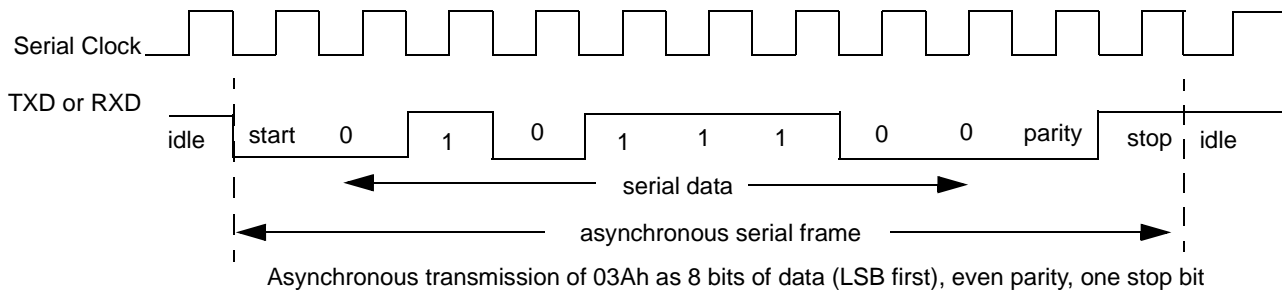 Serial Clock
TXD or RXD
idle start 0 1 0 1 1 1 0 0 parity stop idle
serial data
asynchronous serial frame
Asynchronous transmission of 03Ah as 8 bits of data (LSB first), even parity, one stop bit